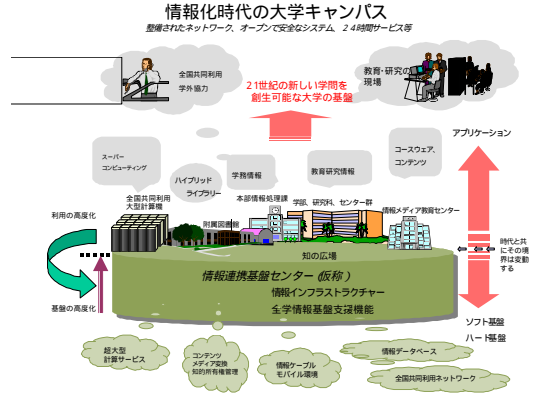 情報化時代の大学キャンパス
整備されたネットワーク、オープンで安全なシステム、24時間サービス等
全国共同利用
学外協力
教育・研究の
現場
21世紀の新しい学問を
創生可能な大学の基盤
アプリケーション
スーパー
コンピューティング
ハイブリッド
ライブラリー
学務情報
教育研究情報
コースウェア、
コンテンツ
全国共同利用
大型計算機
附属図書館
本部情報処理課
学部、研究科、センター群
情報メディア教育センター
利用の高度化
知の広場
時代と共
にその境
界は変動
する
情報連携基盤センター(仮称)
情報インフラストラクチャー
全学情報基盤支援機能
基盤の高度化
ソフト基盤
ハード基盤
超大型
計算サービス
コンテンツ
メディア変換
知的所有権管理
情報ケーブル
モバイル環境
情報データベース
全国共同利用ネットワーク